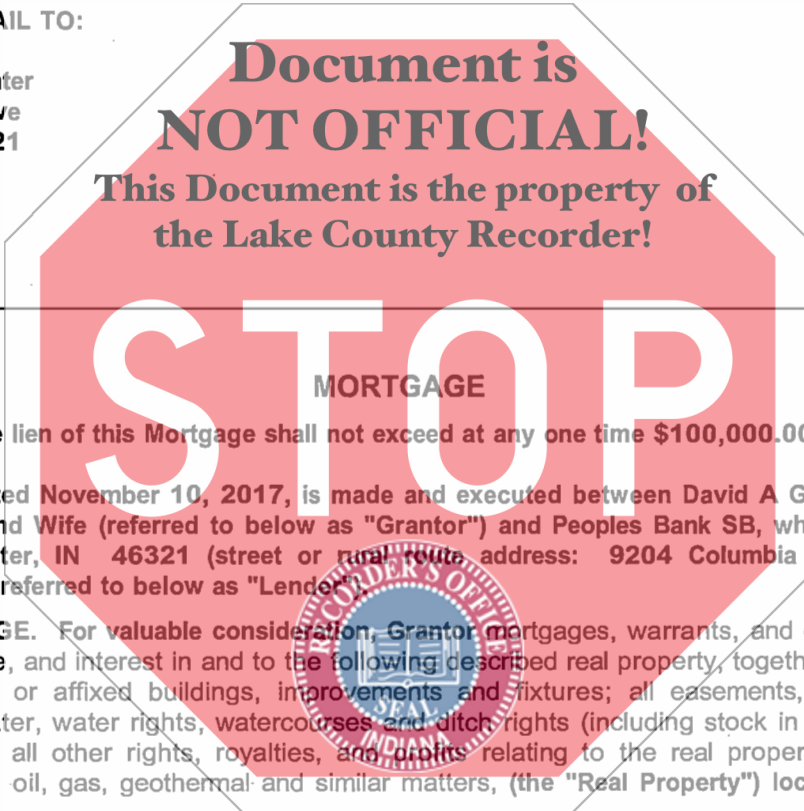 AIL TO:
Document is
ter
ve
NOT OFFICIAL!
21
This Document is the property of
the Lake County Recorder!
STOP
MORTGAGE
lien of this Mortgage shall not exceed at any one time $100,000.00
ed November 10, 2017, is made and executed between David A G
nd Wife (referred to below as "Grantor") and Peoples Bank SB, wh
ter, IN 46321 (street or rural route address: 9204 Columbia
referred to below as "Lender").
GE. For valuable consideration, Grantor mortgages, warrants, and
e, and interest in and to the following described real property, togeth
or affixed buildings, improvements and fixtures; all easements,
ter, water rights, watercourses and ditch rights (including stock in
all other rights, royalties, and profits relating to the real proper
oil, gas, geothermal and similar matters, (the "Real Property") loc
RECORDER'S OFFICE
SEAL
INDIANA